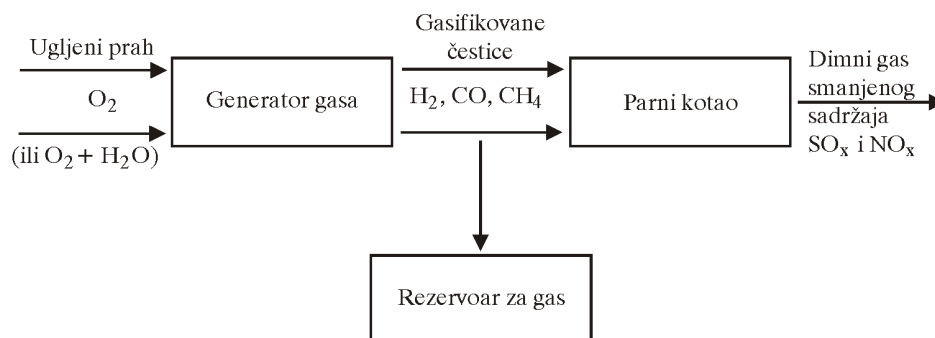 Ugljeni prah
O₂
(ili O₂ + H₂O)
Generator gasa
Gasifikovane
čestice
H₂, CO, CH₄
Parni kotao
Dimni gas
smanjenog
sadržaja
SOₓ i NOₓ
Rezervoar za gas